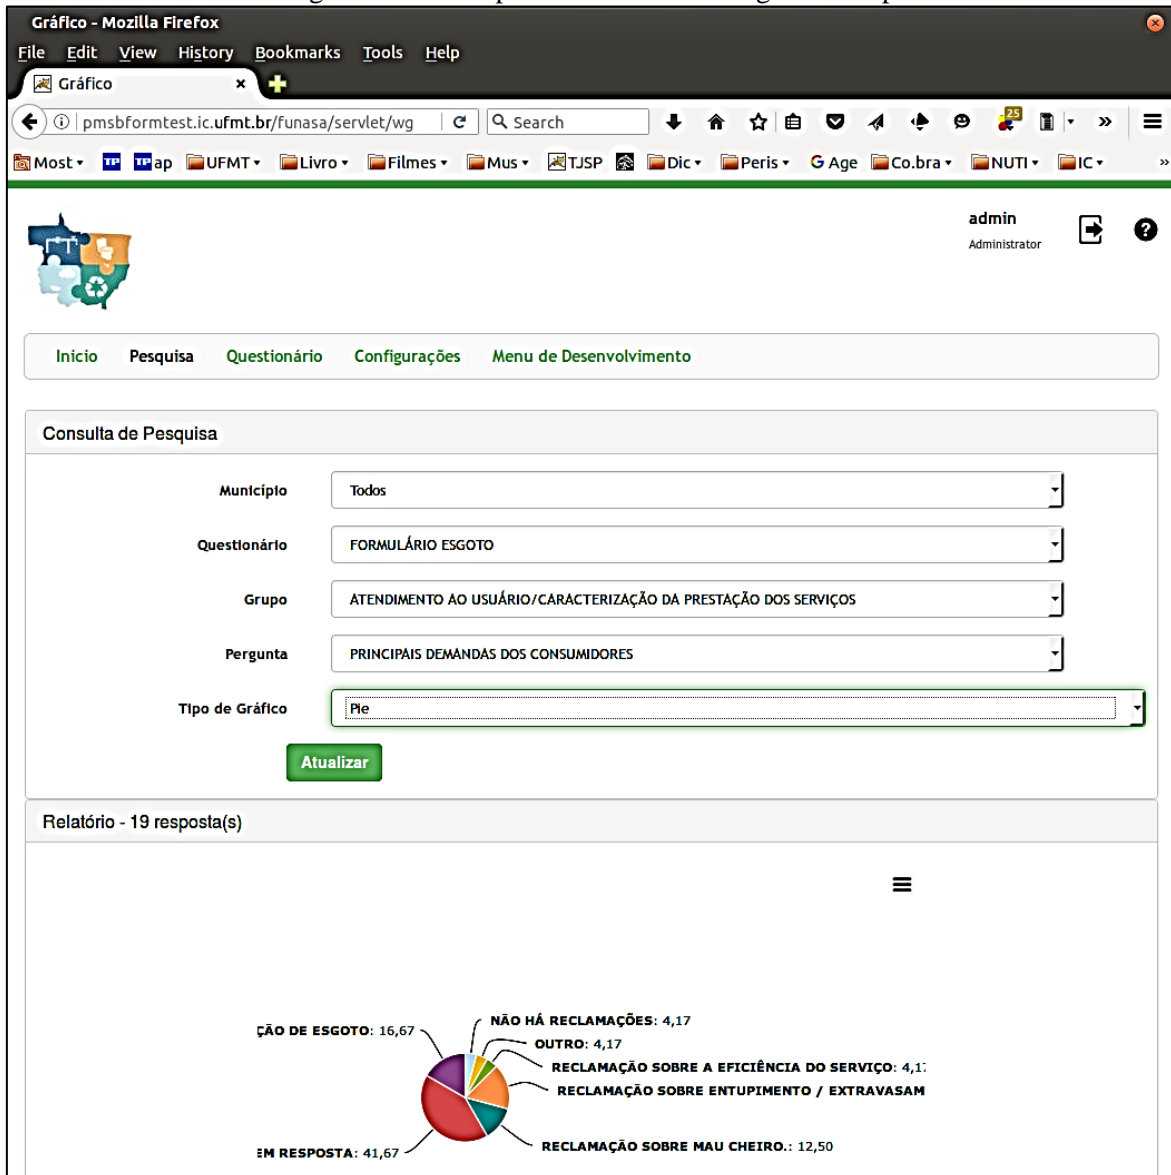 Gráfico - Mozilla Firefox
File Edit View History Bookmarks Tools Help
Gráfico
pmsbformtest.ic.ufmt.br/funasa/servlet/wg Search 25
Most TP TP ap UFMT Livro Filmes Mus TJSP Dic Peris G Age Co.bra NUTI IC
admin
Administrator
Inicio Pesquisa Questionário Configurações Menu de Desenvolvimento
Consulta de Pesquisa
Município Todos
Questionário FORMULÁRIO ESGOTO
Grupo ATENDIMENTO AO USUÁRIO/CARACTERIZAÇÃO DA PRESTAÇÃO DOS SERVIÇOS
Pergunta PRINCIPAIS DEMANDAS DOS CONSUMIDORES
Tipo de Gráfico Pie
Atualizar
Relatório - 19 resposta(s)
NÃO HÁ RECLAMAÇÕES: 4,17
ÇÃO DE ESGOTO: 16,67
OUTRO: 4,17
RECLAMAÇÃO SOBRE A EFICIÊNCIA DO SERVIÇO: 4,17
RECLAMAÇÃO SOBRE ENTUPIMENTO / EXTRAVASAM
RECLAMAÇÃO SOBRE MAU CHEIRO.: 12,50
EM RESPOSTA: 41,67